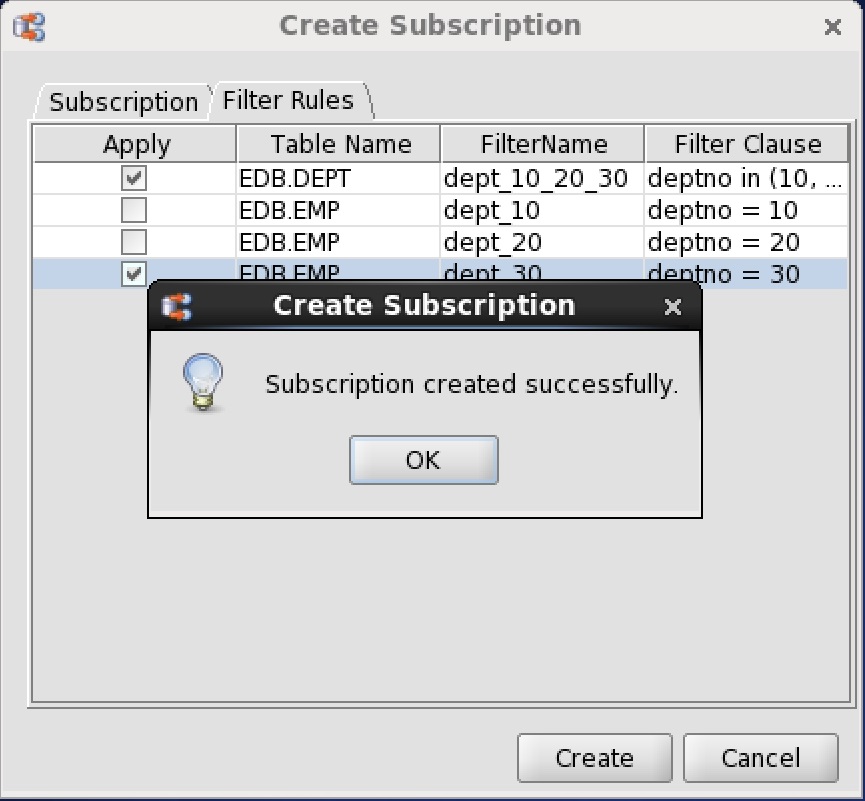 Create Subscription
Subscription Filter Rules
Apply Table Name FilterName Filter Clause
EDB.DEPT dept_10_20_30 deptno in (10, ...
EDB.EMP dept_10 deptno = 10
EDB.EMP dept_20 deptno = 20
EDB.EMP dept_30 deptno = 30
Create Subscription
Subscription created successfully.
OK
Create Cancel